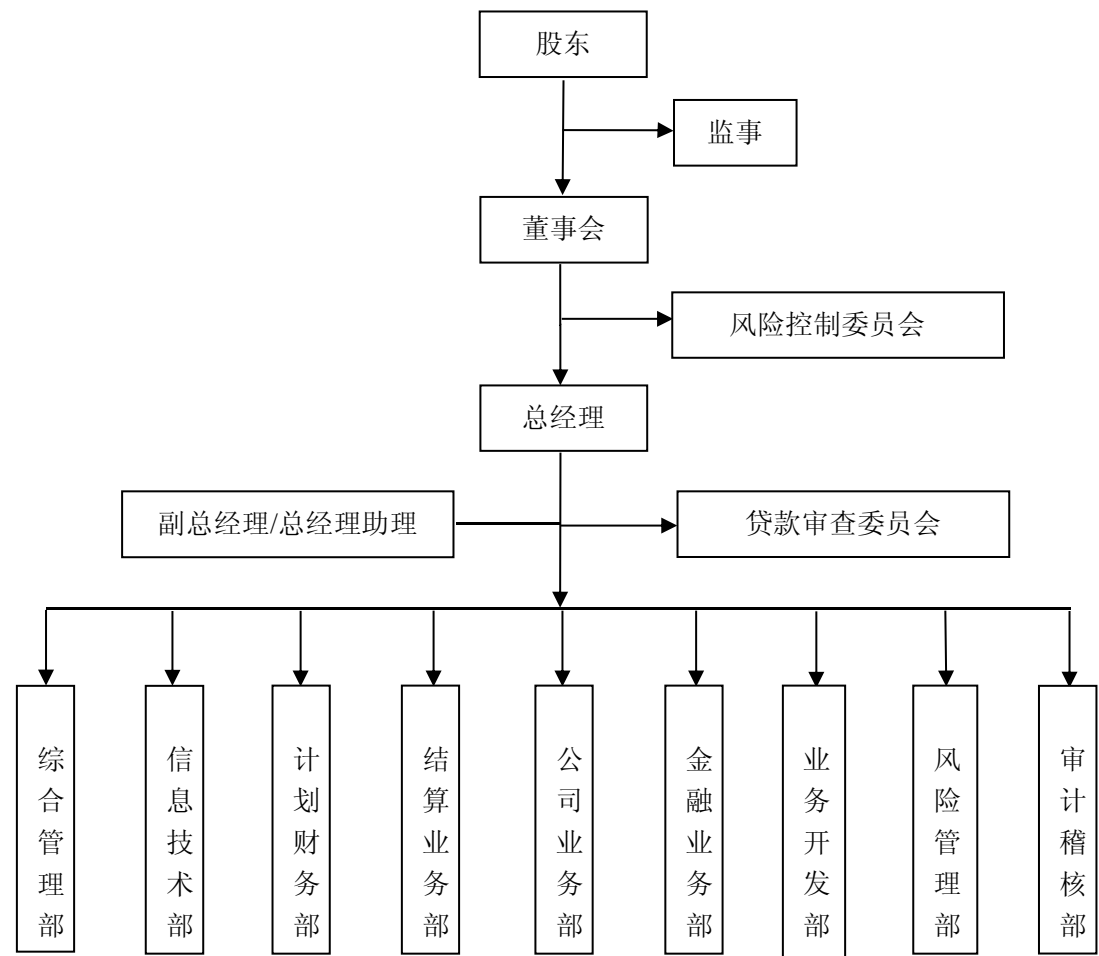 股东
监事
董事会
风险控制委员会
总经理
副总经理/总经理助理
贷款审查委员会
综合管理部
信息技术部
计划财务部
结算业务部
公司业务部
金融业务部
业务开发部
风险管理部
审计稽核部